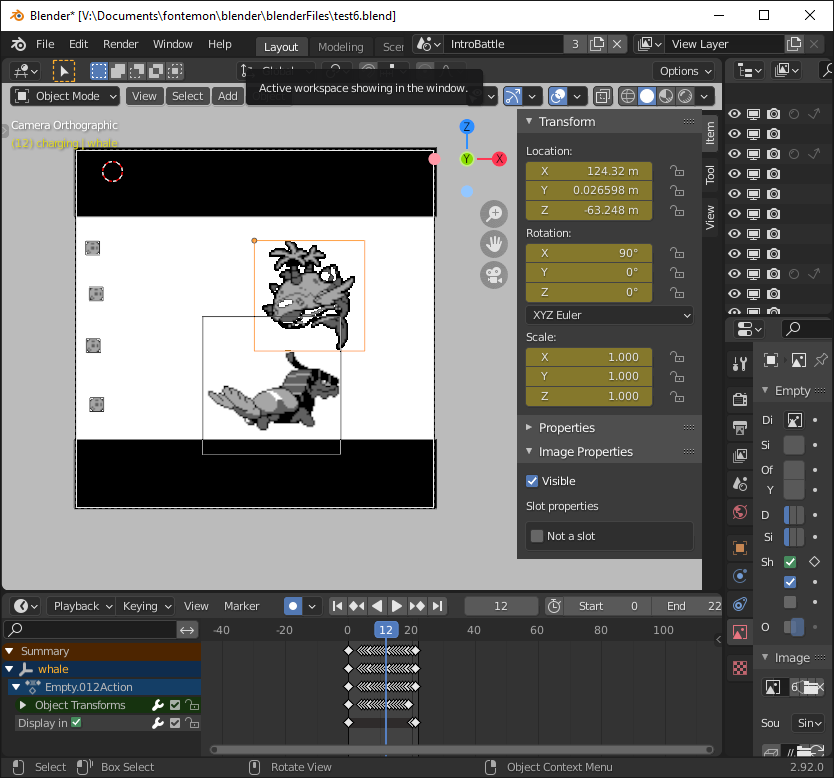 Blender* [V:\Documents\fontemon\blender\blenderFiles\test6.blend]
File Edit Render Window Help Layout Modeling IntroBattle 3 View Layer
Options
Active workspace showing in the window.
Object Mode View Select Add
Camera Orthographic
(12) charging | whale
Z
Y
X
Transform
Item
Tool
View
Location:
X 124.32 m
Y 0.026598 m
Z -63.248 m
Rotation:
X 90°
Y 0°
Z 0°
XYZ Euler
Scale:
X 1.000
Y 1.000
Z 1.000
Properties
Image Properties
Visible
Slot properties
Not a slot
Empty
Di
Si
Of
Y
D
Si
Sh
O
Image
6
Sou Sin
Playback Keying View Marker 12 Start 0 End 22
-40 -20 0 12 20 40 60 80 100
Summary
whale
Empty.012Action
Object Transforms
Display in
Select Box Select Rotate View Object Context Menu 2.92.0